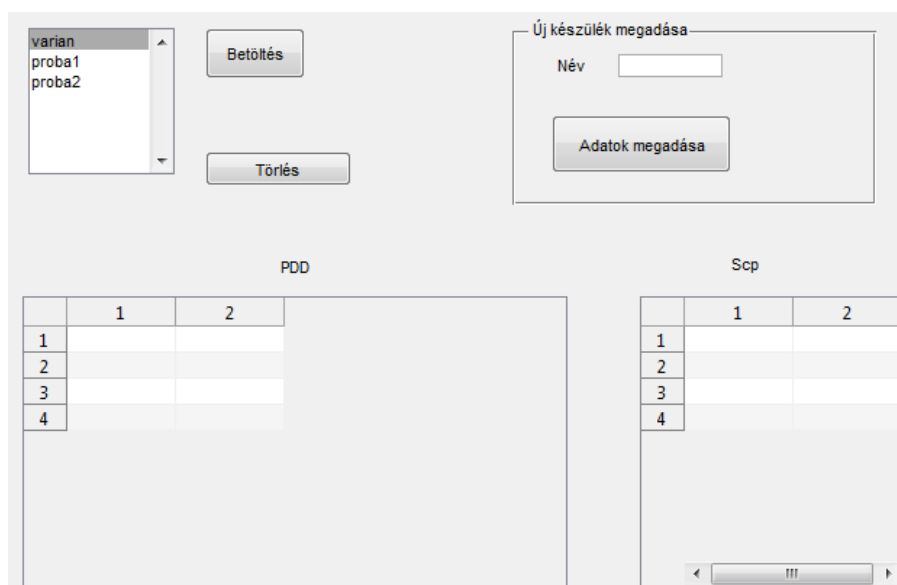 varian
proba1
proba2
Betöltés
Törlés
Új készülék megadása
Név
Adatok megadása
PDD
1 2
1
2
3
4
Scp
1 2
1
2
3
4